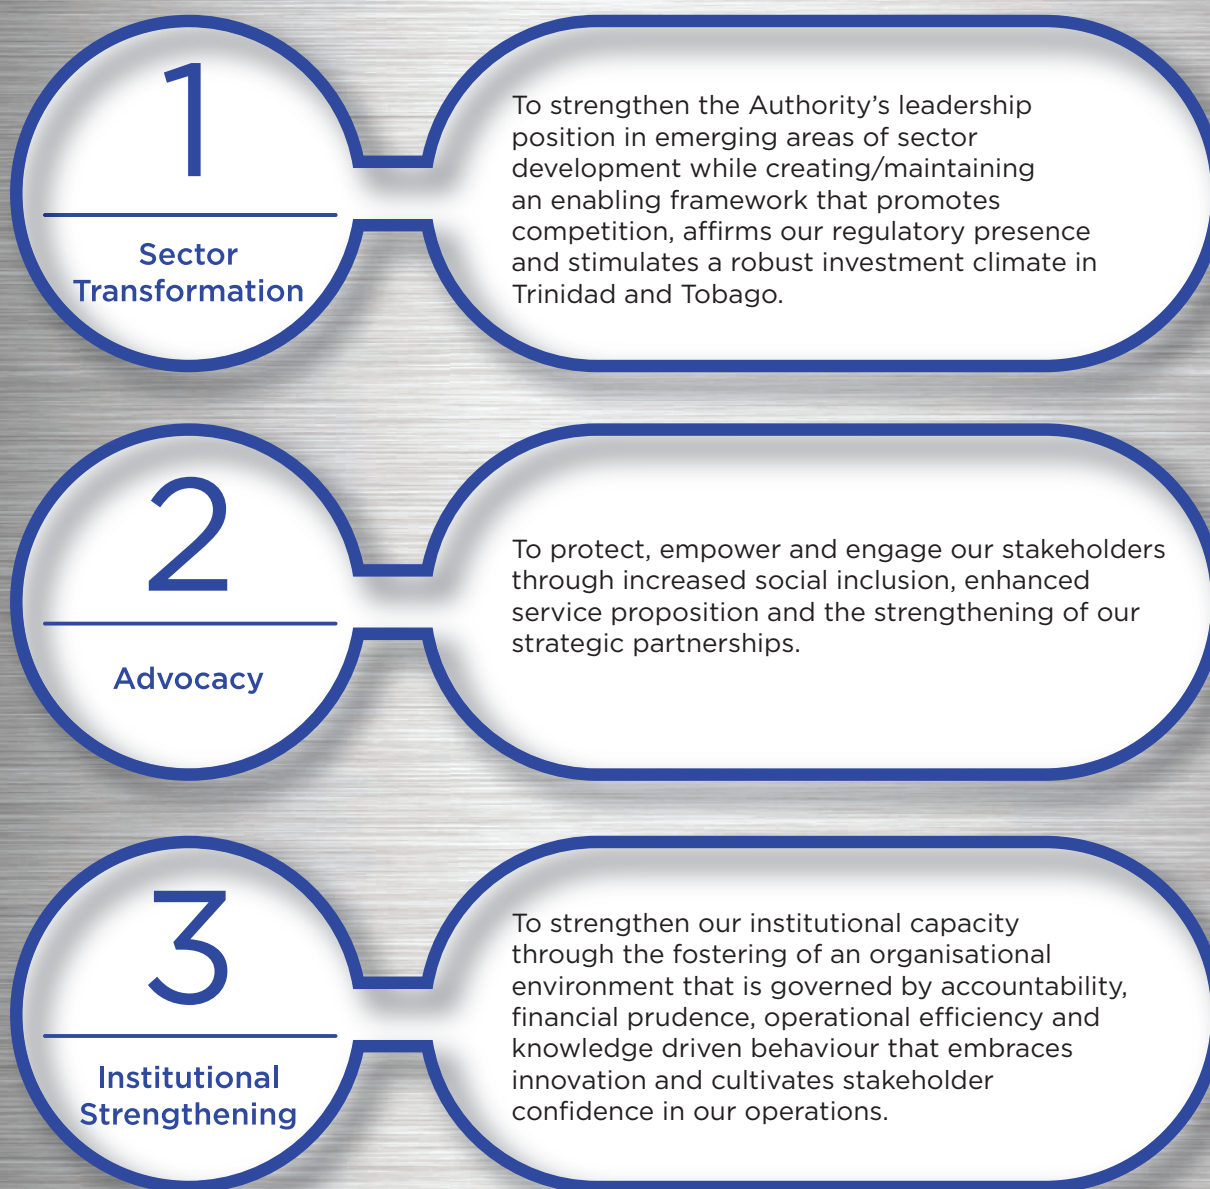 1
Sector
Transformation
To strengthen the Authority’s leadership
position in emerging areas of sector
development while creating/maintaining
an enabling framework that promotes
competition, affirms our regulatory presence
and stimulates a robust investment climate in
Trinidad and Tobago.
2
Advocacy
To protect, empower and engage our stakeholders
through increased social inclusion, enhanced
service proposition and the strengthening of our
strategic partnerships.
3
Institutional
Strengthening
To strengthen our institutional capacity
through the fostering of an organisational
environment that is governed by accountability,
financial prudence, operational efficiency and
knowledge driven behaviour that embraces
innovation and cultivates stakeholder
confidence in our operations.